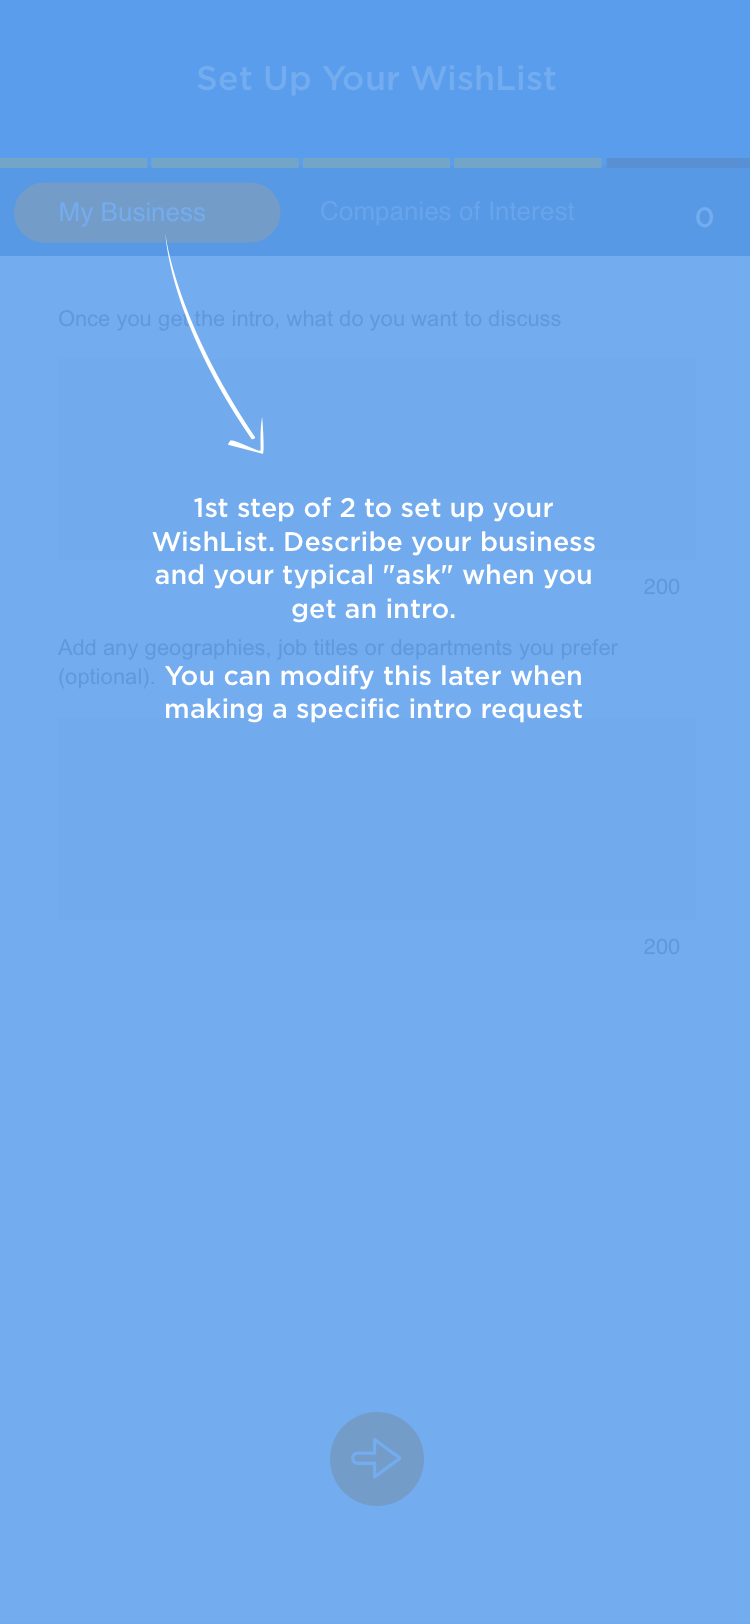 Set Up Your WishList
My Business
Companies of Interest
0
Once you get the intro, what do you want to discuss
1st step of 2 to set up your
WishList. Describe your business
and your typical "ask" when you
get an intro.
200
Add any geographies, job titles or departments you prefer
(optional).
You can modify this later when
making a specific intro request
200